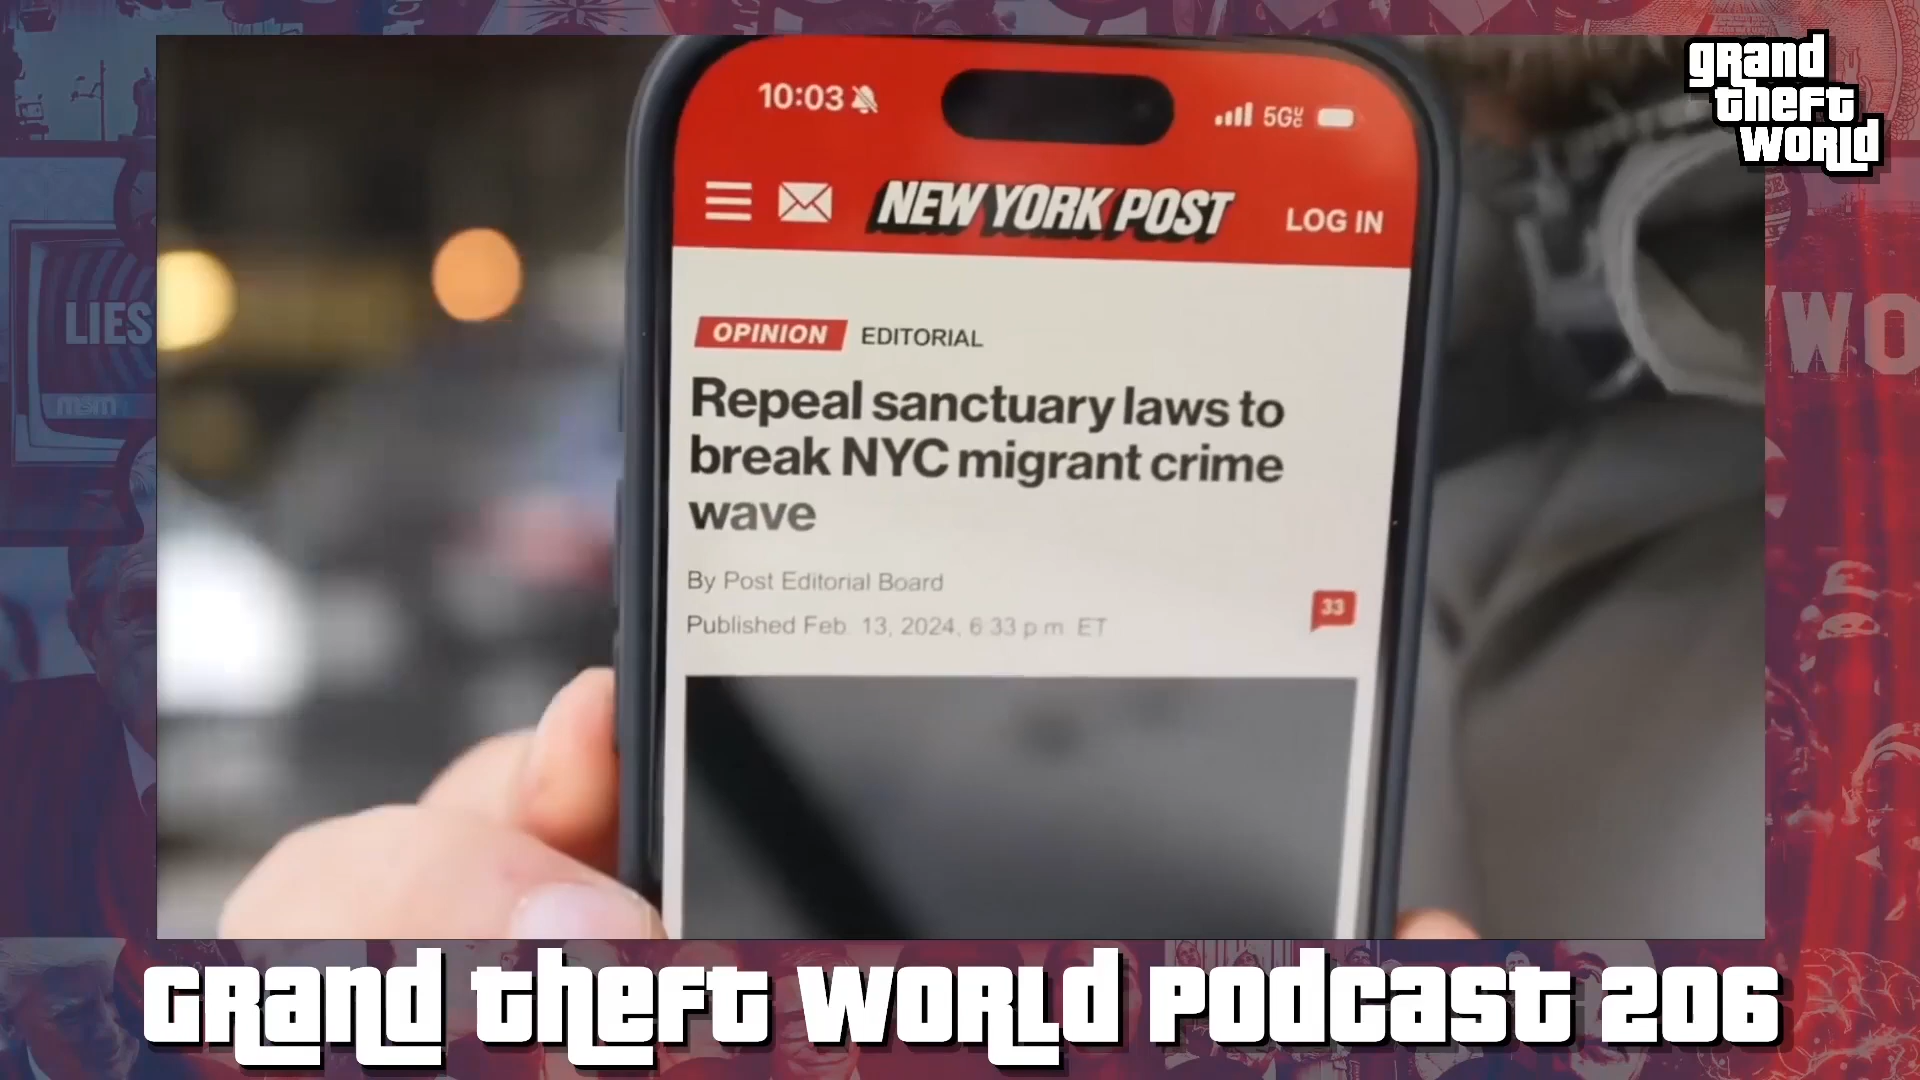 grand
theft
world
10:03
5G
NEW YORK POST
LOG IN
OPINION EDITORIAL
Repeal sanctuary laws to
break NYC migrant crime
wave
By Post Editorial Board
33
Published Feb 13, 2024, 6:33 p m ET
LIES
msm
WO
Grand theft world podcast 206